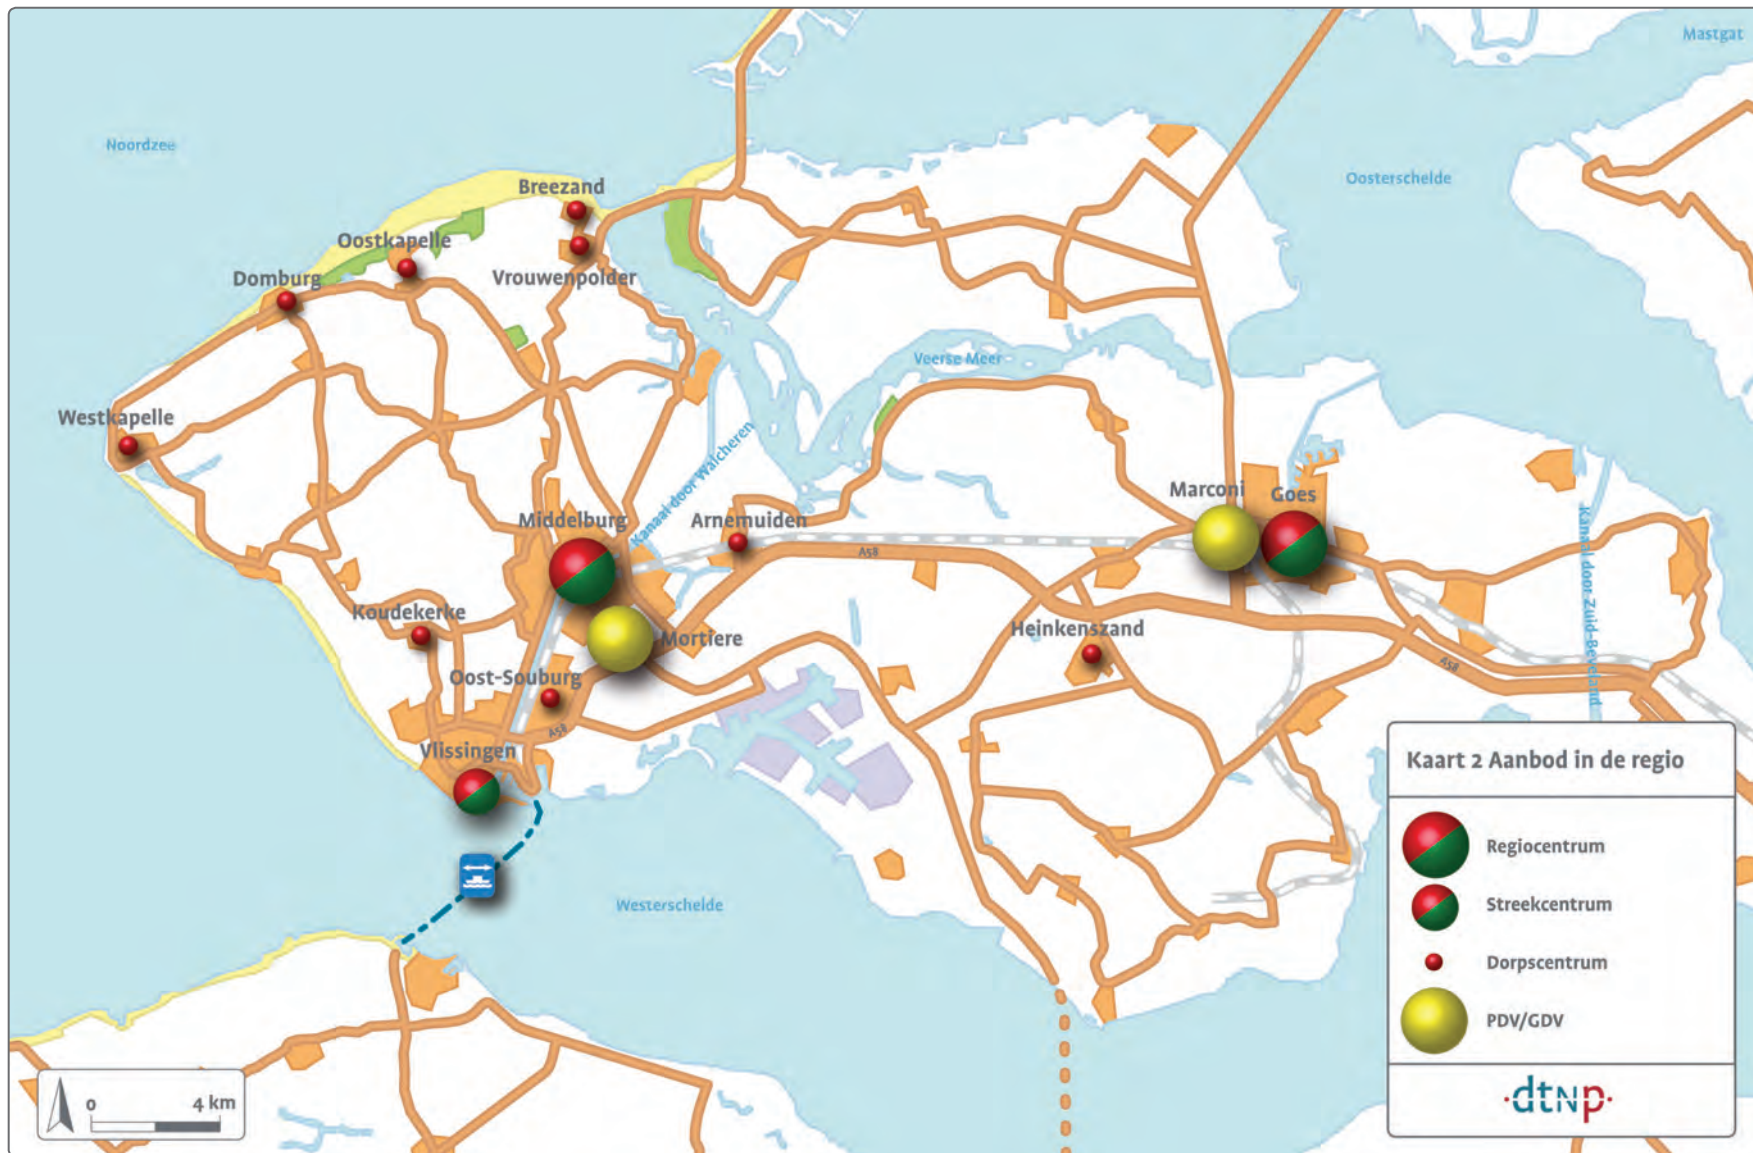 Mastgat
Noordzee
Oosterschelde
Breezand
Oostkapelle
Domburg
Vrouwenpolder
Veerse Meer
Westkapelle
Kanaal door Walcheren
Marconi
Goes
Middelburg
Arnemuiden
A58
Kanaal door Zuid-Beveland
Koudekerke
Mortiere
Heinkenszand
A58
Oost-Souburg
A58
Vlissingen
Westerschelde
Kaart 2 Aanbod in de regio
Regiocentrum
Streekcentrum
Dorpscentrum
PDV/GDV
·dtNp·
0 4 km